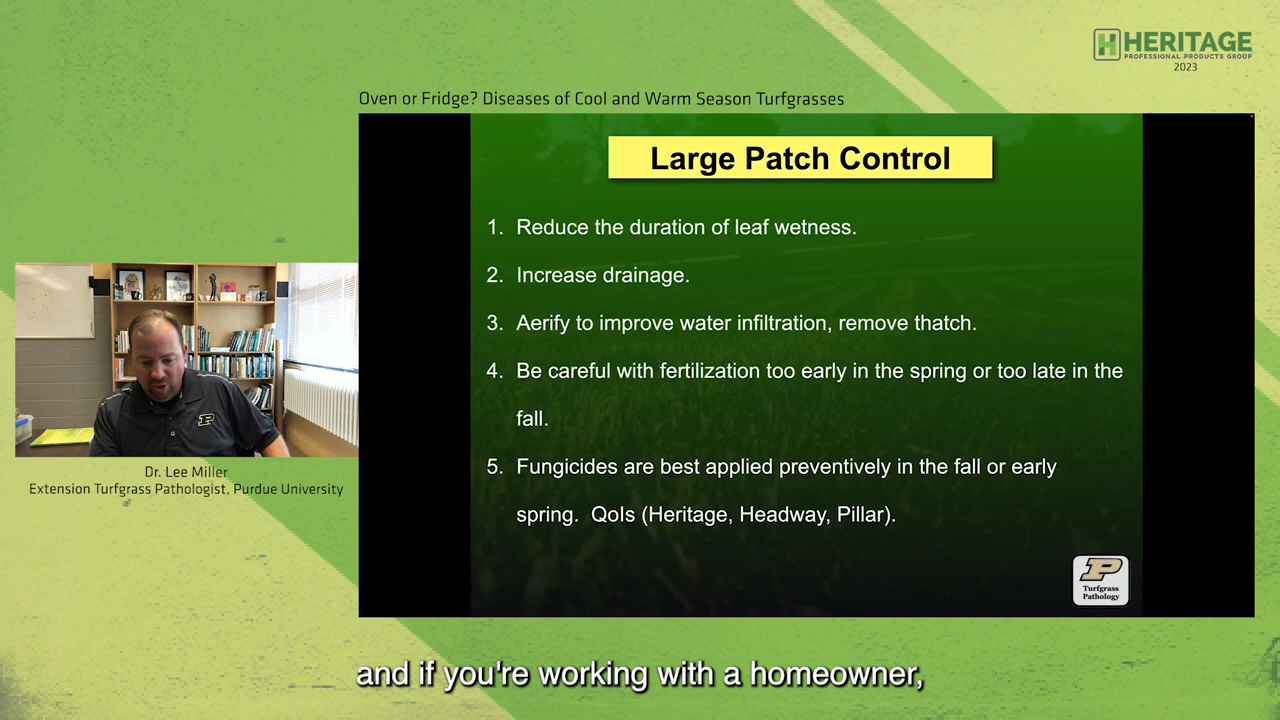 HERITAGE
PROFESSIONAL PRODUCTS GROUP
2023
Oven or Fridge? Diseases of Cool and Warm Season Turfgrasses
Large Patch Control
1. Reduce the duration of leaf wetness.
2. Increase drainage.
3. Aerify to improve water infiltration, remove thatch.
4. Be careful with fertilization too early in the spring or too late in the
fall.
5. Fungicides are best applied preventively in the fall or early
spring. QoIs (Heritage, Headway, Pillar).
P
Turfgrass
Pathology
P
Dr. Lee Miller
Extension Turfgrass Pathologist, Purdue University
and if you're working with a homeowner,